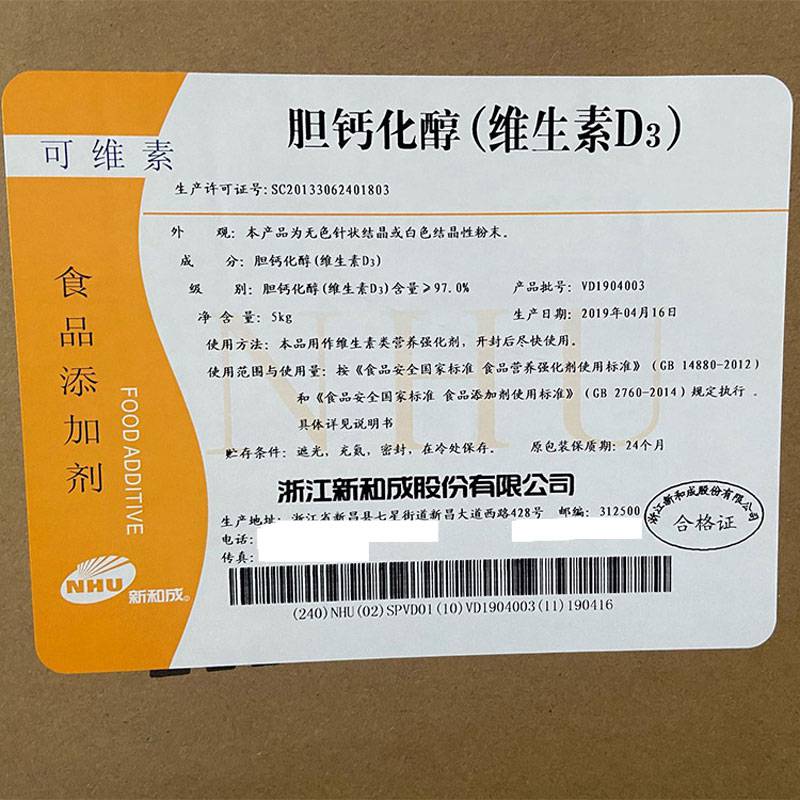 胆钙化醇(维生素D3)
可维素
生产许可证号:SC20133062401803
外 观: 本产品为无色针状结晶或白色结晶性粉末。
成 分: 胆钙化醇(维生素D3)
级 别: 胆钙化醇(维生素D3)含量≥97.0% 产品批号: VD1904003
净 含 量: 5kg 生产日期: 2019年04月16日
使用方法: 本品用作维生素类营养强化剂, 开封后尽快使用。
使用范围与使用量: 按《食品安全国家标准 食品营养强化剂使用标准》(GB 14880-2012)
和《食品安全国家标准 食品添加剂使用标准》(GB 2760-2014)规定执行 。
具体详见说明书
贮存条件: 遮光, 充氮, 密封, 在冷处保存。 原包装保质期: 24个月
浙江新和成股份有限公司
生产地址: 浙江省新昌县七星街道新昌大道西路428号 邮编: 312500
电话:
传真:
浙江新和成股份有限公司
合格证
(240)NHU(02)SPVD01(10)VD1904003(11)190416
食品添加剂
FOOD ADDITIVE
NHU 新和成®
NHU